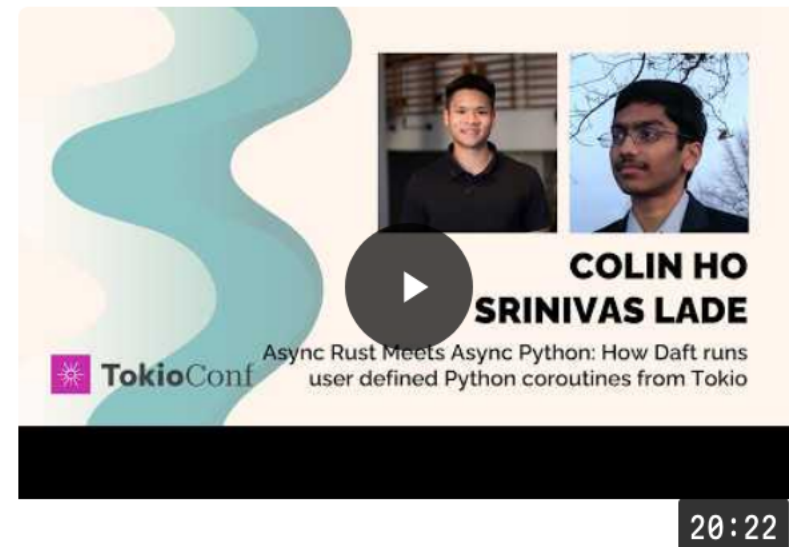 COLIN HO
SRINIVAS LADE
Async Rust Meets Async Python: How Daft runs
user defined Python coroutines from Tokio
TokioConf
20:22